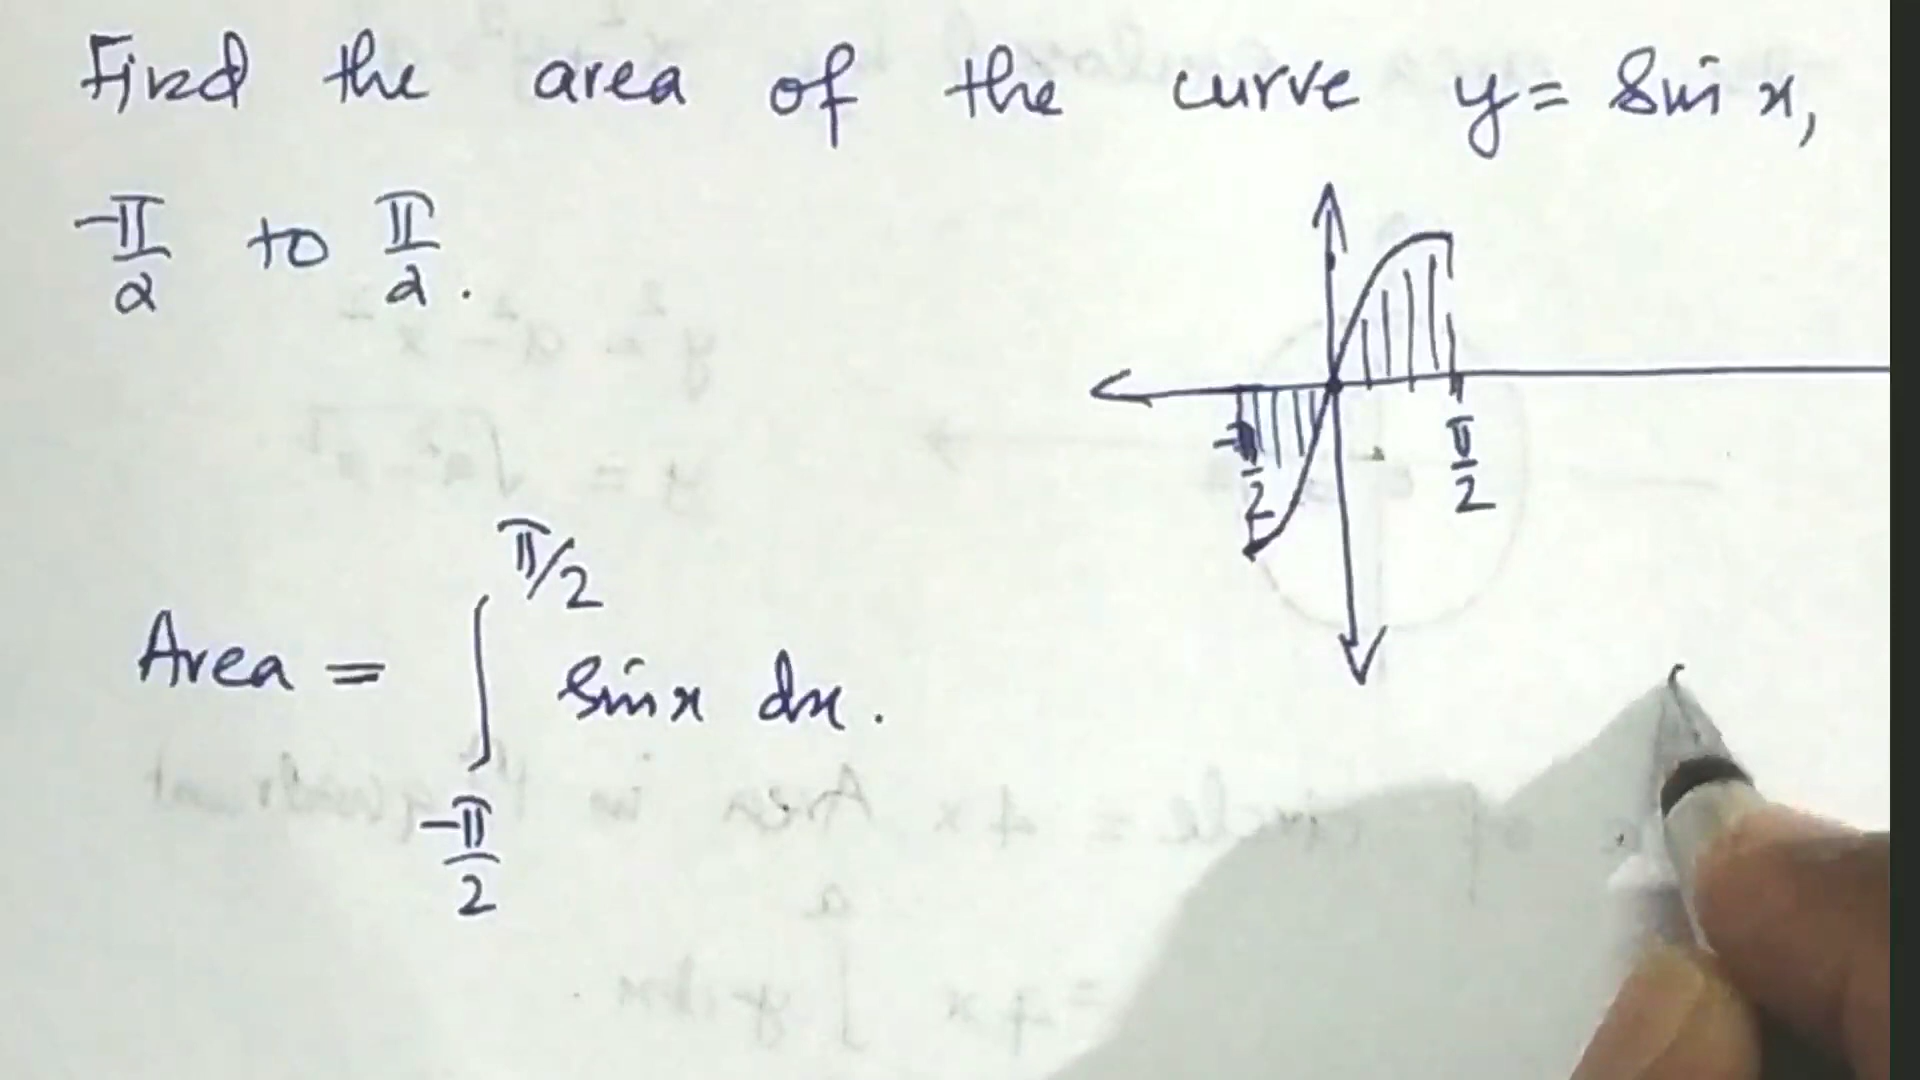 Find the area of the curve y = sin x,
-π/2 to π/2.
-π/2
π/2
Area = ∫_{-π/2}^{π/2} sin x dx.